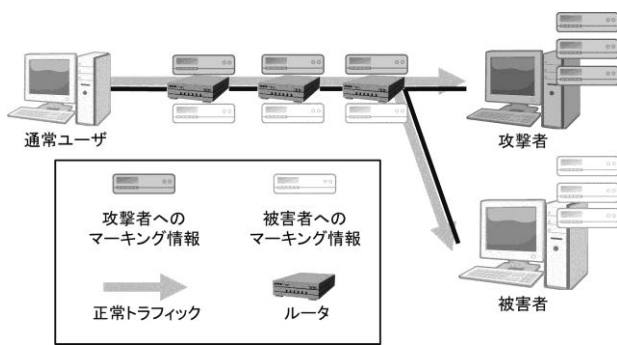 通常ユーザ
攻撃者
攻撃者への
マーキング情報
被害者への
マーキング情報
正常トラフィック
ルータ
被害者